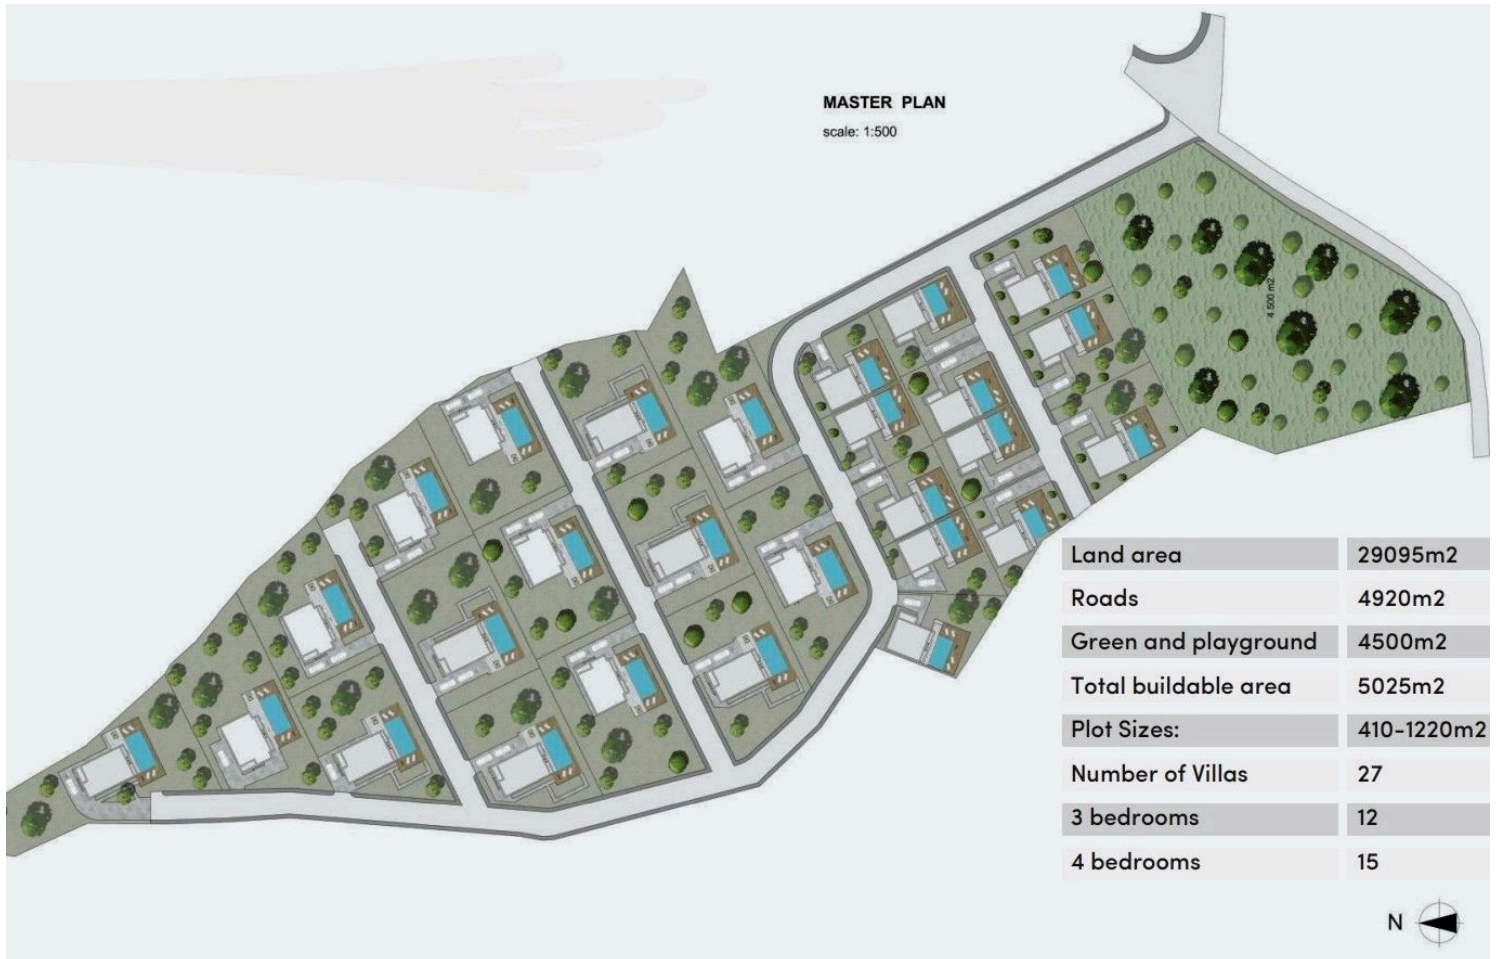 MASTER PLAN
scale: 1:500
4.500 m2
Land area 29095m2
Roads 4920m2
Green and playground 4500m2
Total buildable area 5025m2
Plot Sizes: 410-1220m2
Number of Villas 27
3 bedrooms 12
4 bedrooms 15
N